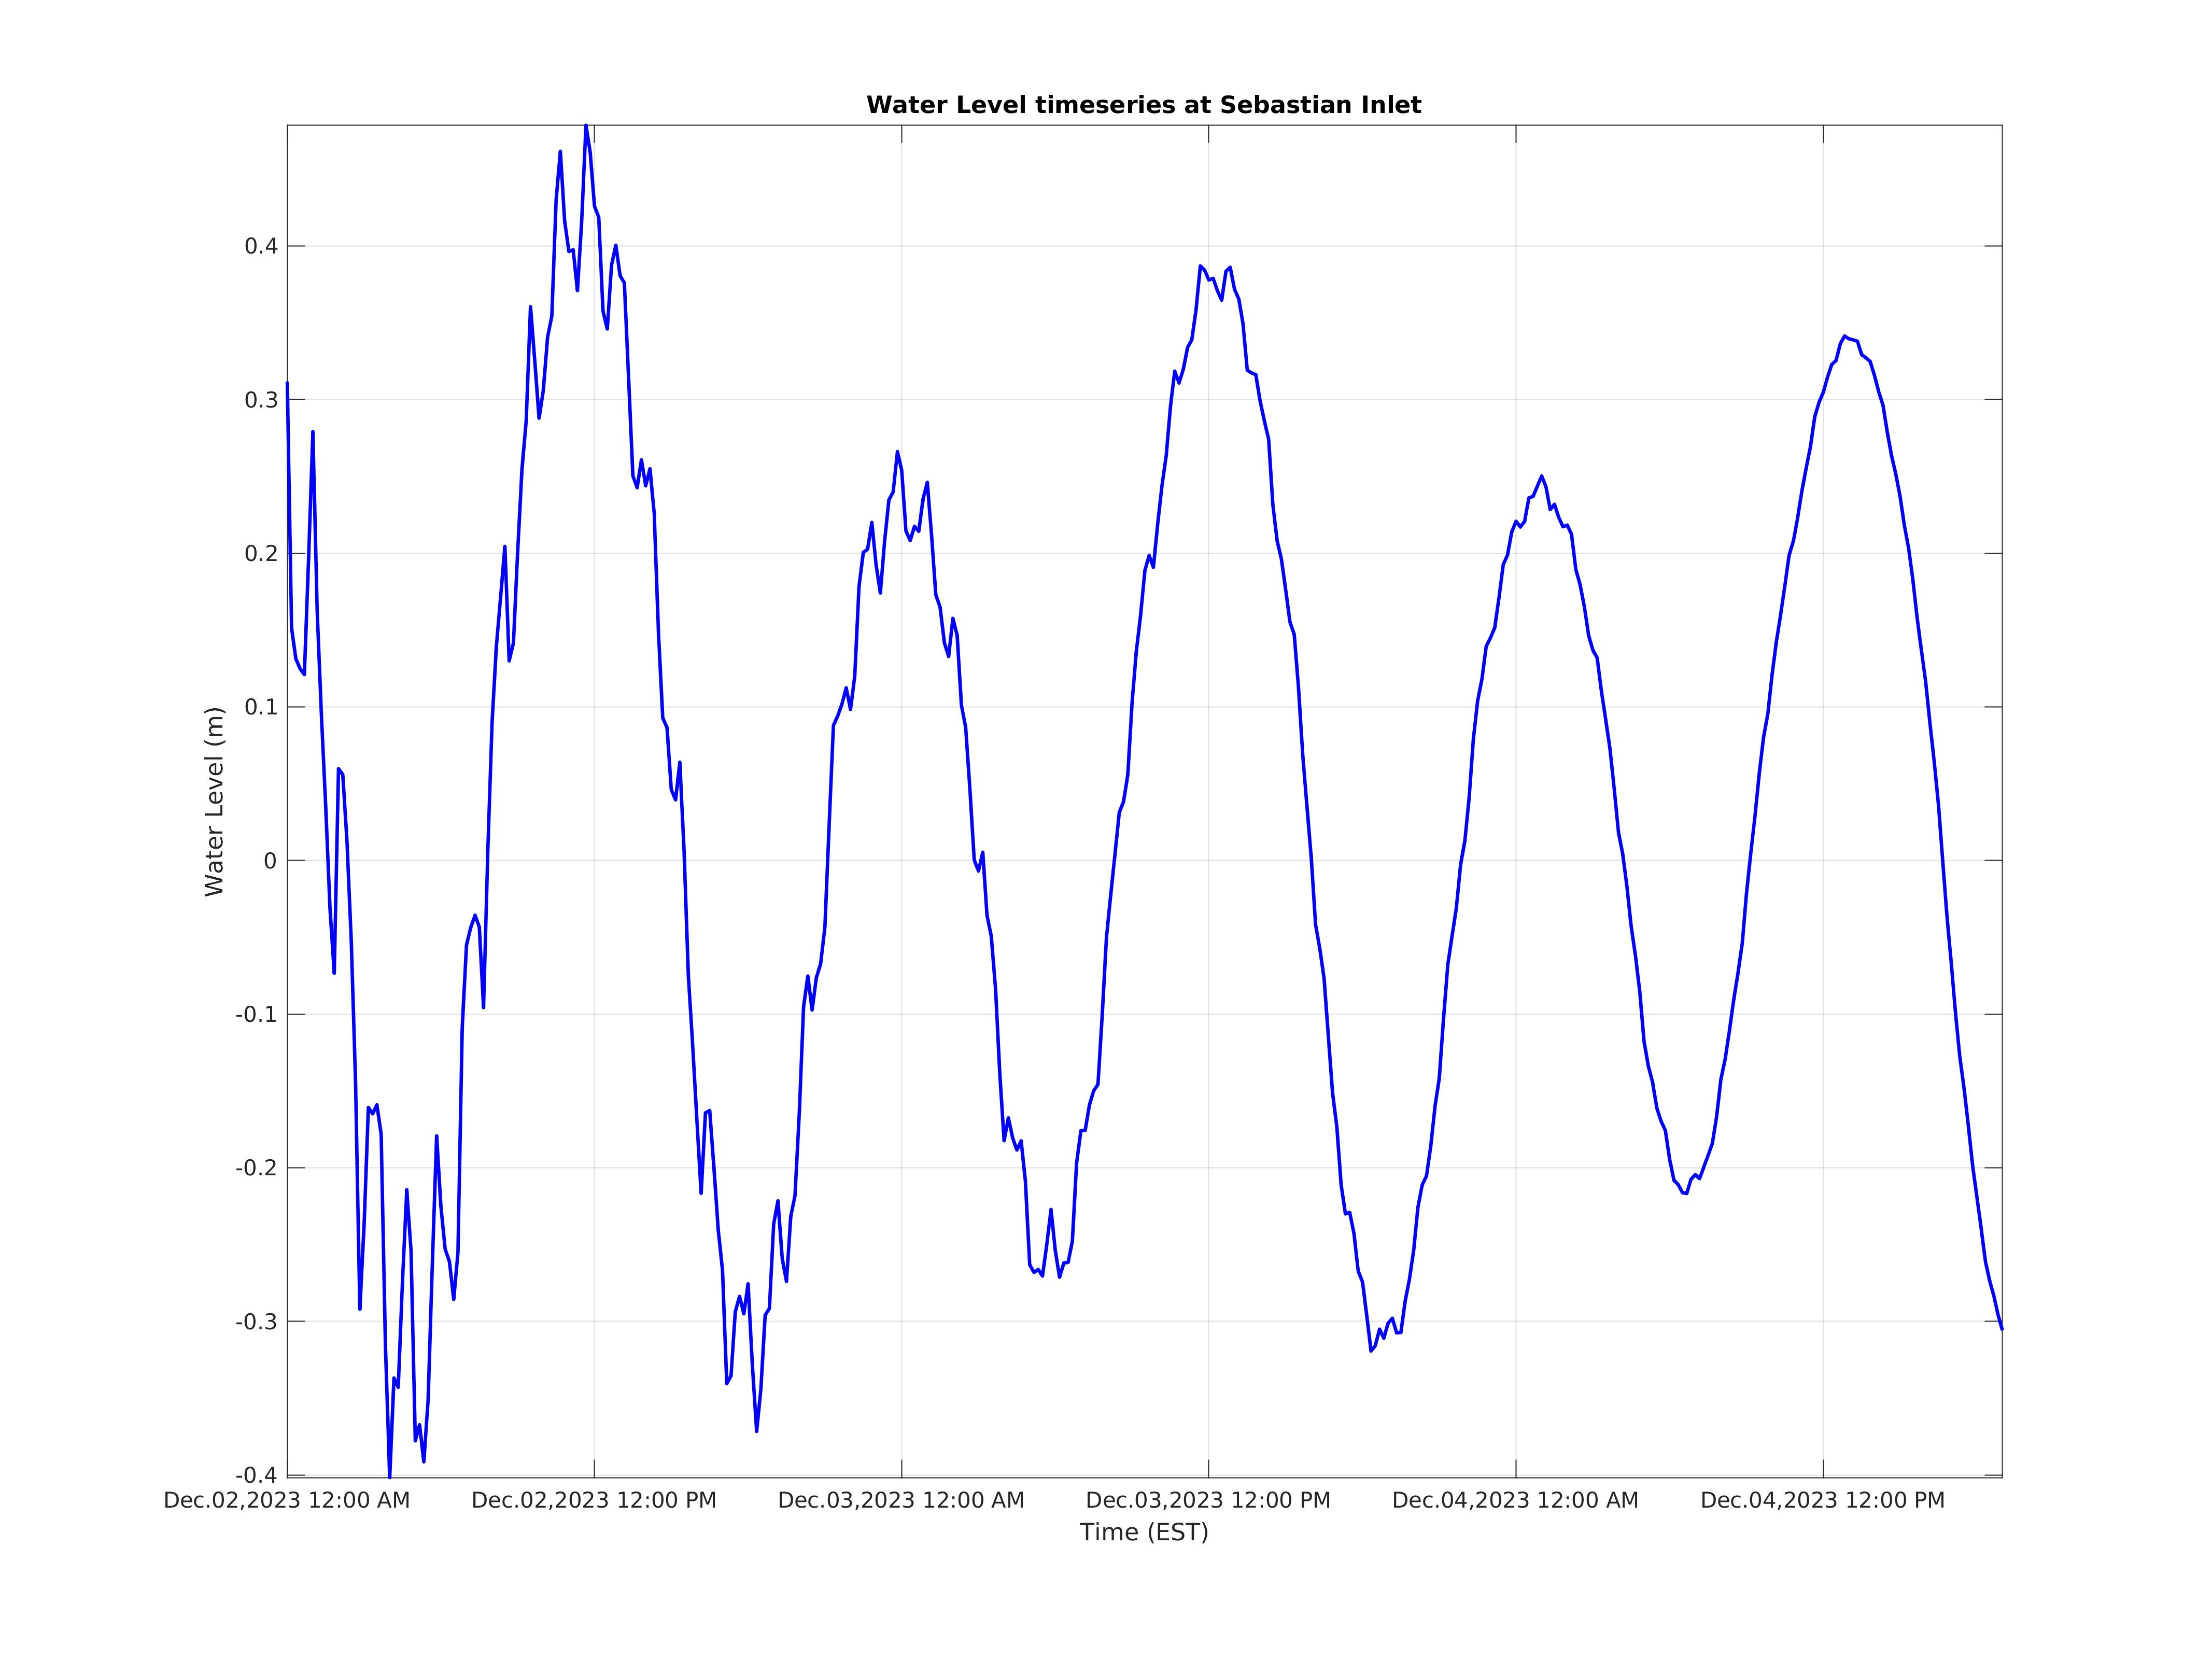 Water Level timeseries at Sebastian Inlet
Water Level (m)
0.4
0.3
0.2
0.1
0
-0.1
-0.2
-0.3
-0.4
Dec.02,2023 12:00 AM
Dec.02,2023 12:00 PM
Dec.03,2023 12:00 AM
Dec.03,2023 12:00 PM
Dec.04,2023 12:00 AM
Dec.04,2023 12:00 PM
Time (EST)